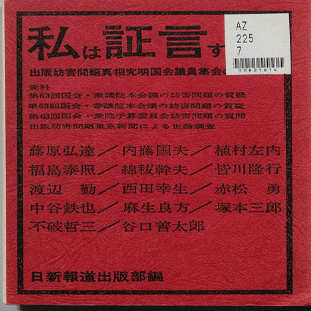 私は証言す
出版妨害問題真相究明国会議員集会の
資料
第63回国会・衆議院本会議の妨害問題の質疑
第63回国会・参議院本会議の妨害問題の質疑
第63回国会・衆院予算委員会妨害問題の質問
出版妨害問題東京新聞による世論調査
藤原弘達／内藤国夫／植村左内
福島泰照／綿秡幹夫／皆川隆行
渡辺 勤／西田幸生／赤松 勇
中谷鉄也／麻生良方／塚本三郎
不破哲三／谷口善太郎
日新報道出版部編
AZ
225
7